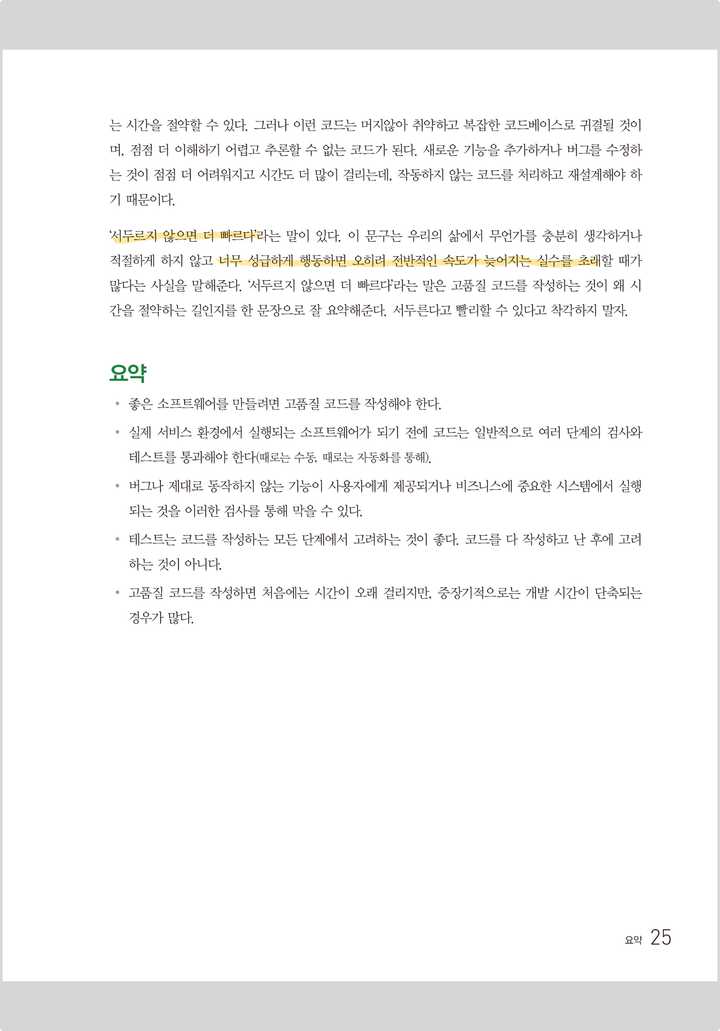 는 시간을 절약할 수 있다. 그러나 이런 코드는 머지않아 취약하고 복잡한 코드베이스로 귀결될 것이
며, 점점 더 이해하기 어렵고 추론할 수 없는 코드가 된다. 새로운 기능을 추가하거나 버그를 수정하
는 것이 점점 더 어려워지고 시간도 더 많이 걸리는데, 작동하지 않는 코드를 처리하고 재설계해야 하
기 때문이다.
‘서두르지 않으면 더 빠르다’라는 말이 있다. 이 문구는 우리의 삶에서 무언가를 충분히 생각하거나
적절하게 하지 않고 너무 성급하게 행동하면 오히려 전반적인 속도가 늦어지는 실수를 초래할 때가
많다는 사실을 말해준다. ‘서두르지 않으면 더 빠르다’라는 말은 고품질 코드를 작성하는 것이 왜 시
간을 절약하는 길인지를 한 문장으로 잘 요약해준다. 서두른다고 빨리할 수 있다고 착각하지 말자.
요약
• 좋은 소프트웨어를 만들려면 고품질 코드를 작성해야 한다.
• 실제 서비스 환경에서 실행되는 소프트웨어가 되기 전에 코드는 일반적으로 여러 단계의 검사와
테스트를 통과해야 한다(때로는 수동, 때로는 자동화를 통해).
• 버그나 제대로 동작하지 않는 기능이 사용자에게 제공되거나 비즈니스에 중요한 시스템에서 실행
되는 것을 이러한 검사를 통해 막을 수 있다.
• 테스트는 코드를 작성하는 모든 단계에서 고려하는 것이 좋다. 코드를 다 작성하고 난 후에 고려
하는 것이 아니다.
• 고품질 코드를 작성하면 처음에는 시간이 오래 걸리지만, 중장기적으로는 개발 시간이 단축되는
경우가 많다.
요약 25